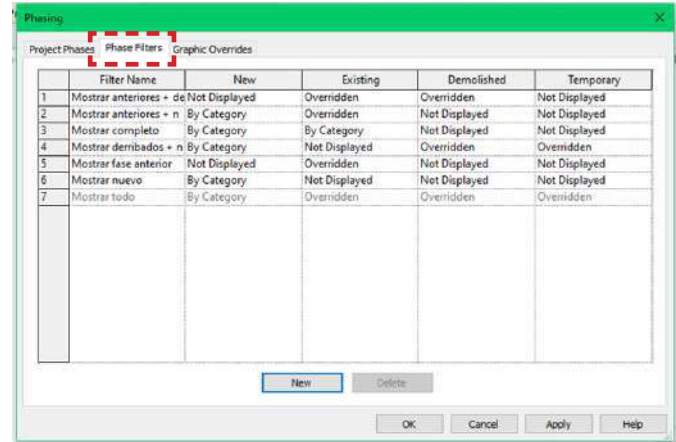 Phasing
Project Phases Phase Filters Graphic Overrides
Filter Name New Existing Demolished Temporary
1 Mostrar anteriores + de Not Displayed Overridden Overridden Not Displayed
2 Mostrar anteriores + n By Category Overridden Not Displayed Not Displayed
3 Mostrar completo By Category By Category Not Displayed Not Displayed
4 Mostrar derribados + n By Category Not Displayed Overridden Overridden
5 Mostrar fase anterior Not Displayed Overridden Not Displayed Not Displayed
6 Mostrar nuevo By Category Not Displayed Not Displayed Not Displayed
7 Mostrar todo By Category Overridden Overridden Overridden
New Delete
OK Cancel Apply Help